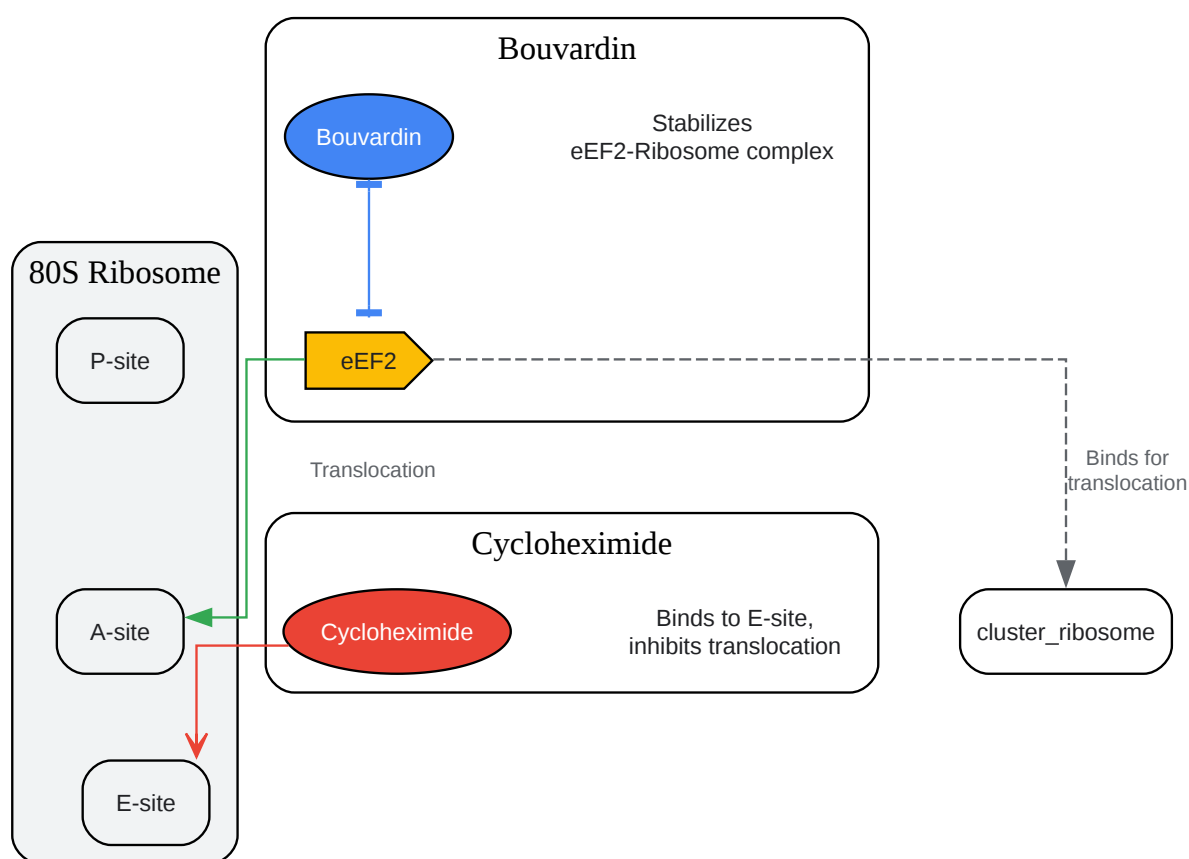 Bouvardin
Bouvardin
Stabilizes
eEF2-Ribosome complex
80S Ribosome
P-site
eEF2
Translocation
Binds for
translocation
Cycloheximide
A-site
Cycloheximide
Binds to E-site,
inhibits translocation
cluster_ribosome
E-site